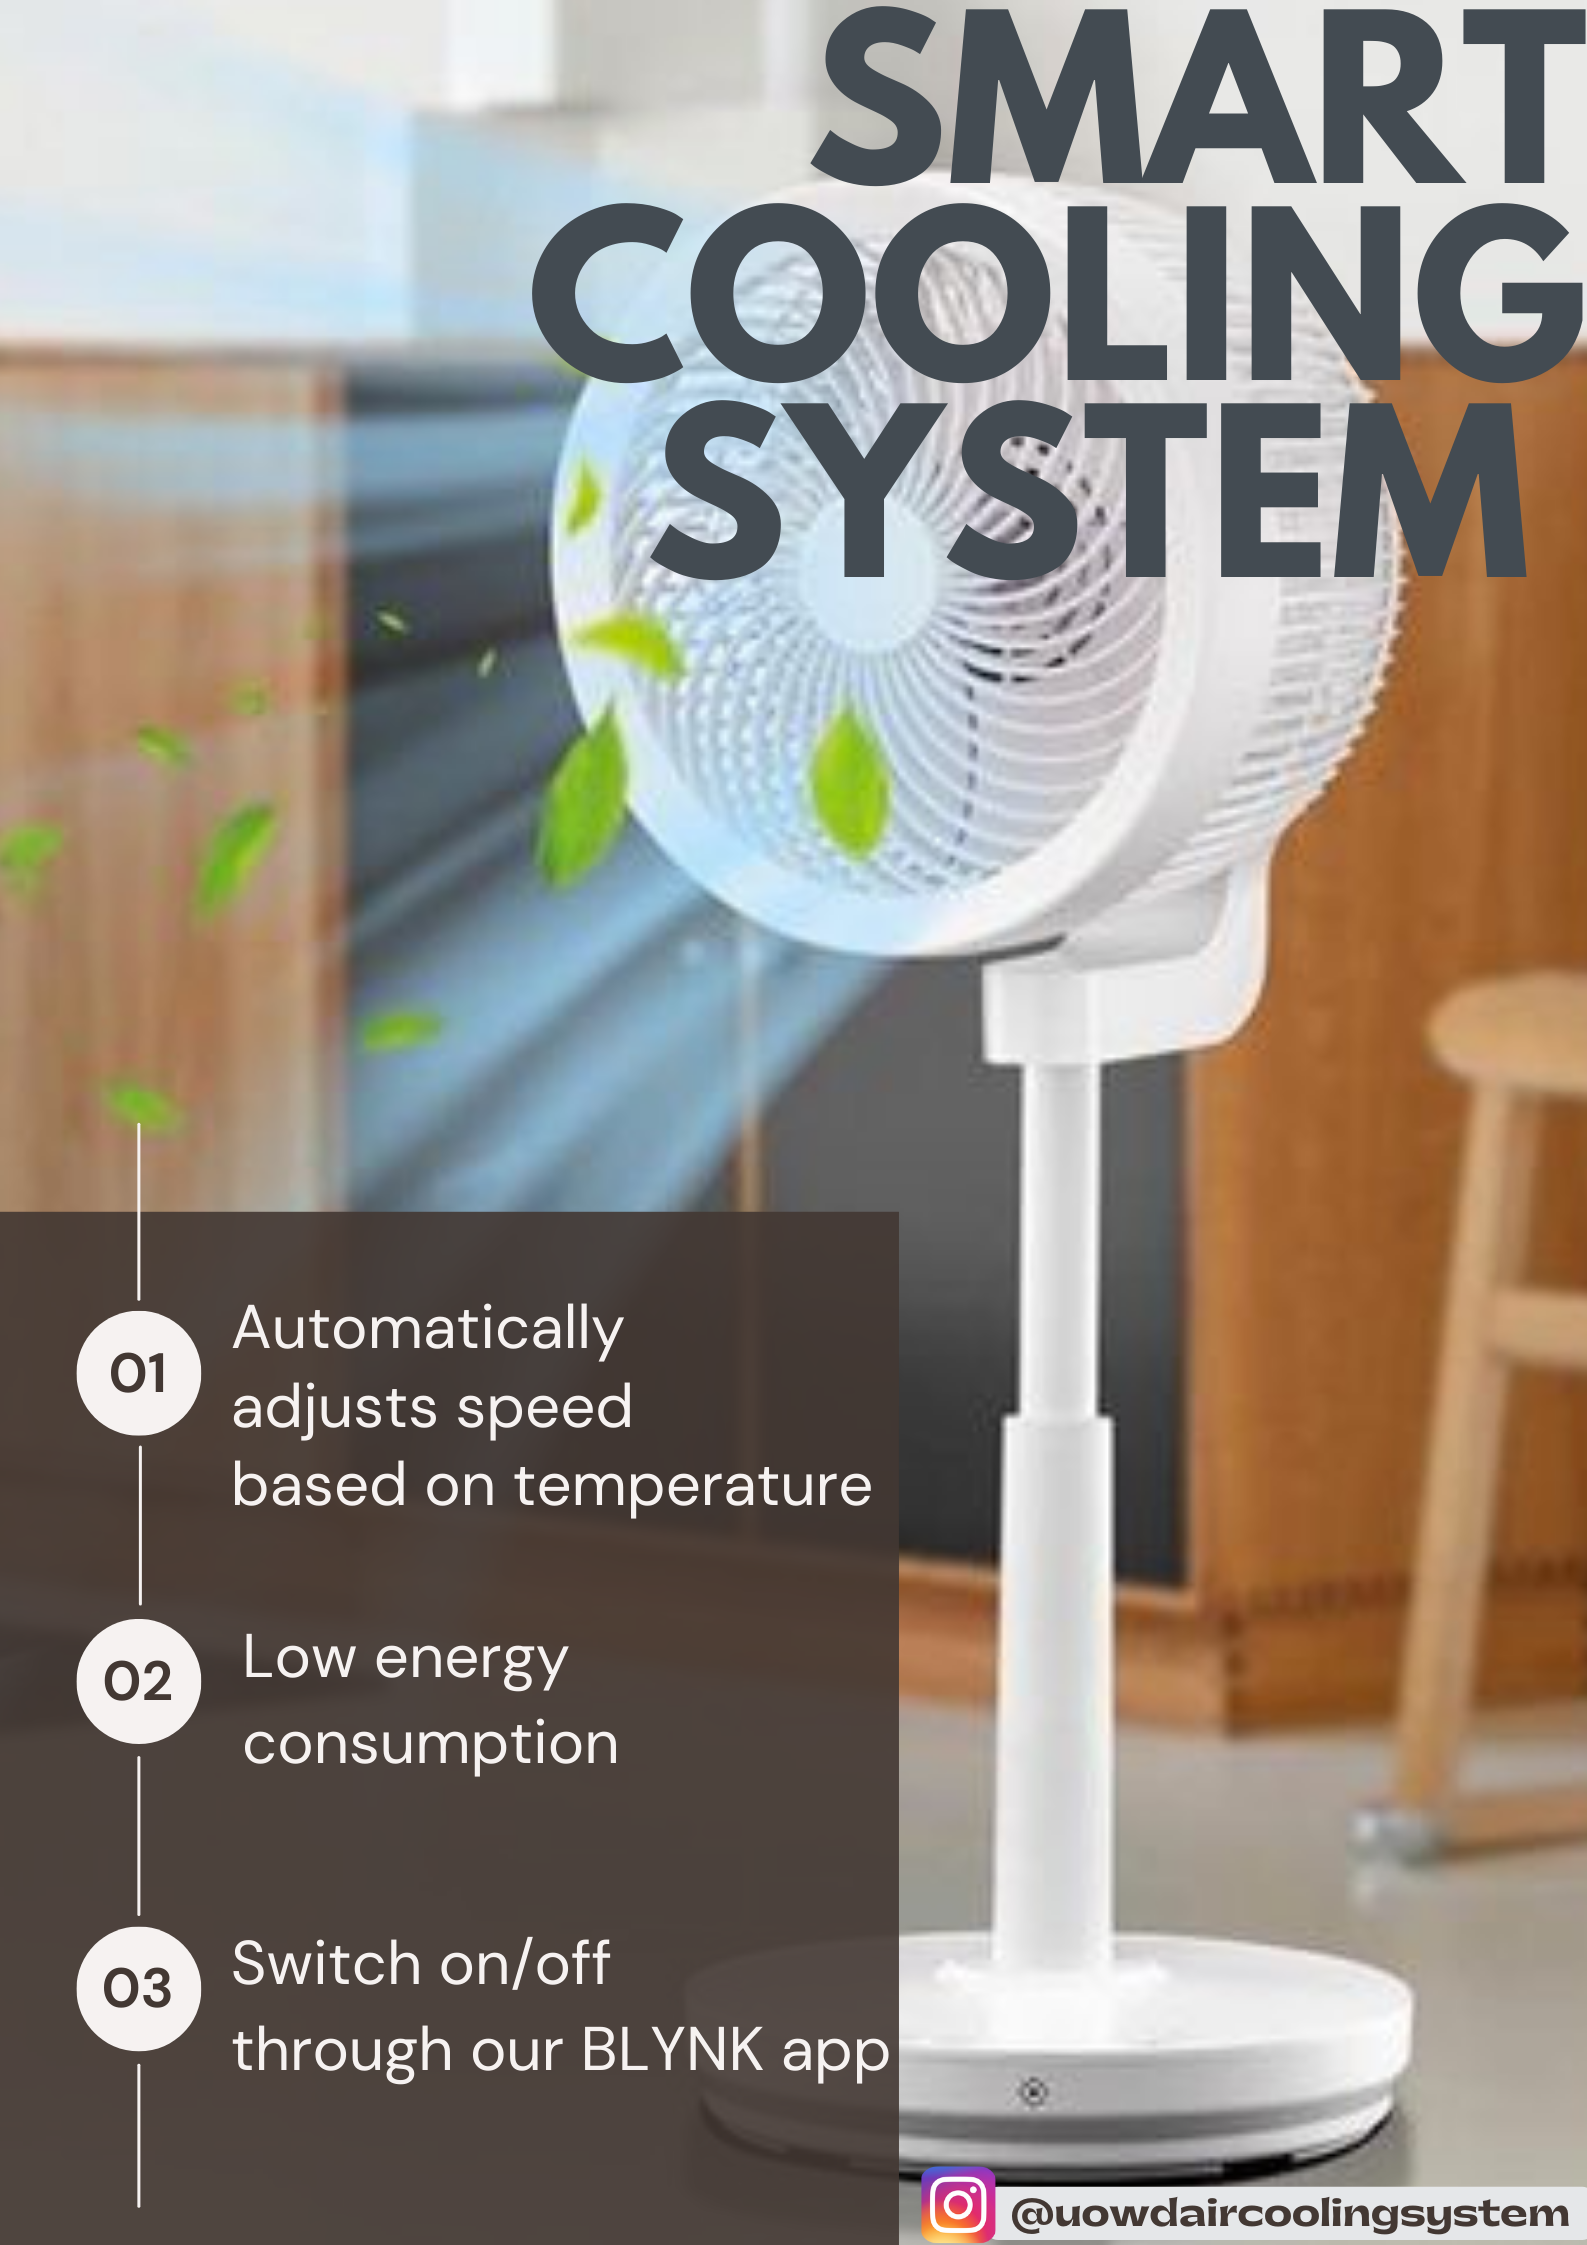 SMART
COOLING
SYSTEM
01
Automatically
adjusts speed
based on temperature
02
Low energy
consumption
03
Switch on/off
through our BLYNK app
@uowdaircoolingsystem